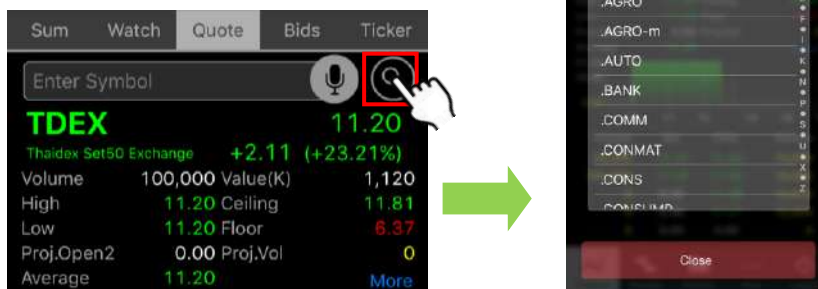 Sum Watch Quote Bids Ticker
Enter Symbol
TDEX 11.20
Thaidex Set50 Exchange +2.11 (+23.21%)
Volume 100,000 Value(K) 1,120
High 11.20 Ceiling 11.81
Low 11.20 Floor 6.37
Proj.Open2 0.00 Proj.Vol 0
Average 11.20 More
.AGRO
.AGRO-m
.AUTO
.BANK
.COMM
.CONMAT
.CONS
.CONSUMP
F
I
K
N
P
S
U
X
Z
Close